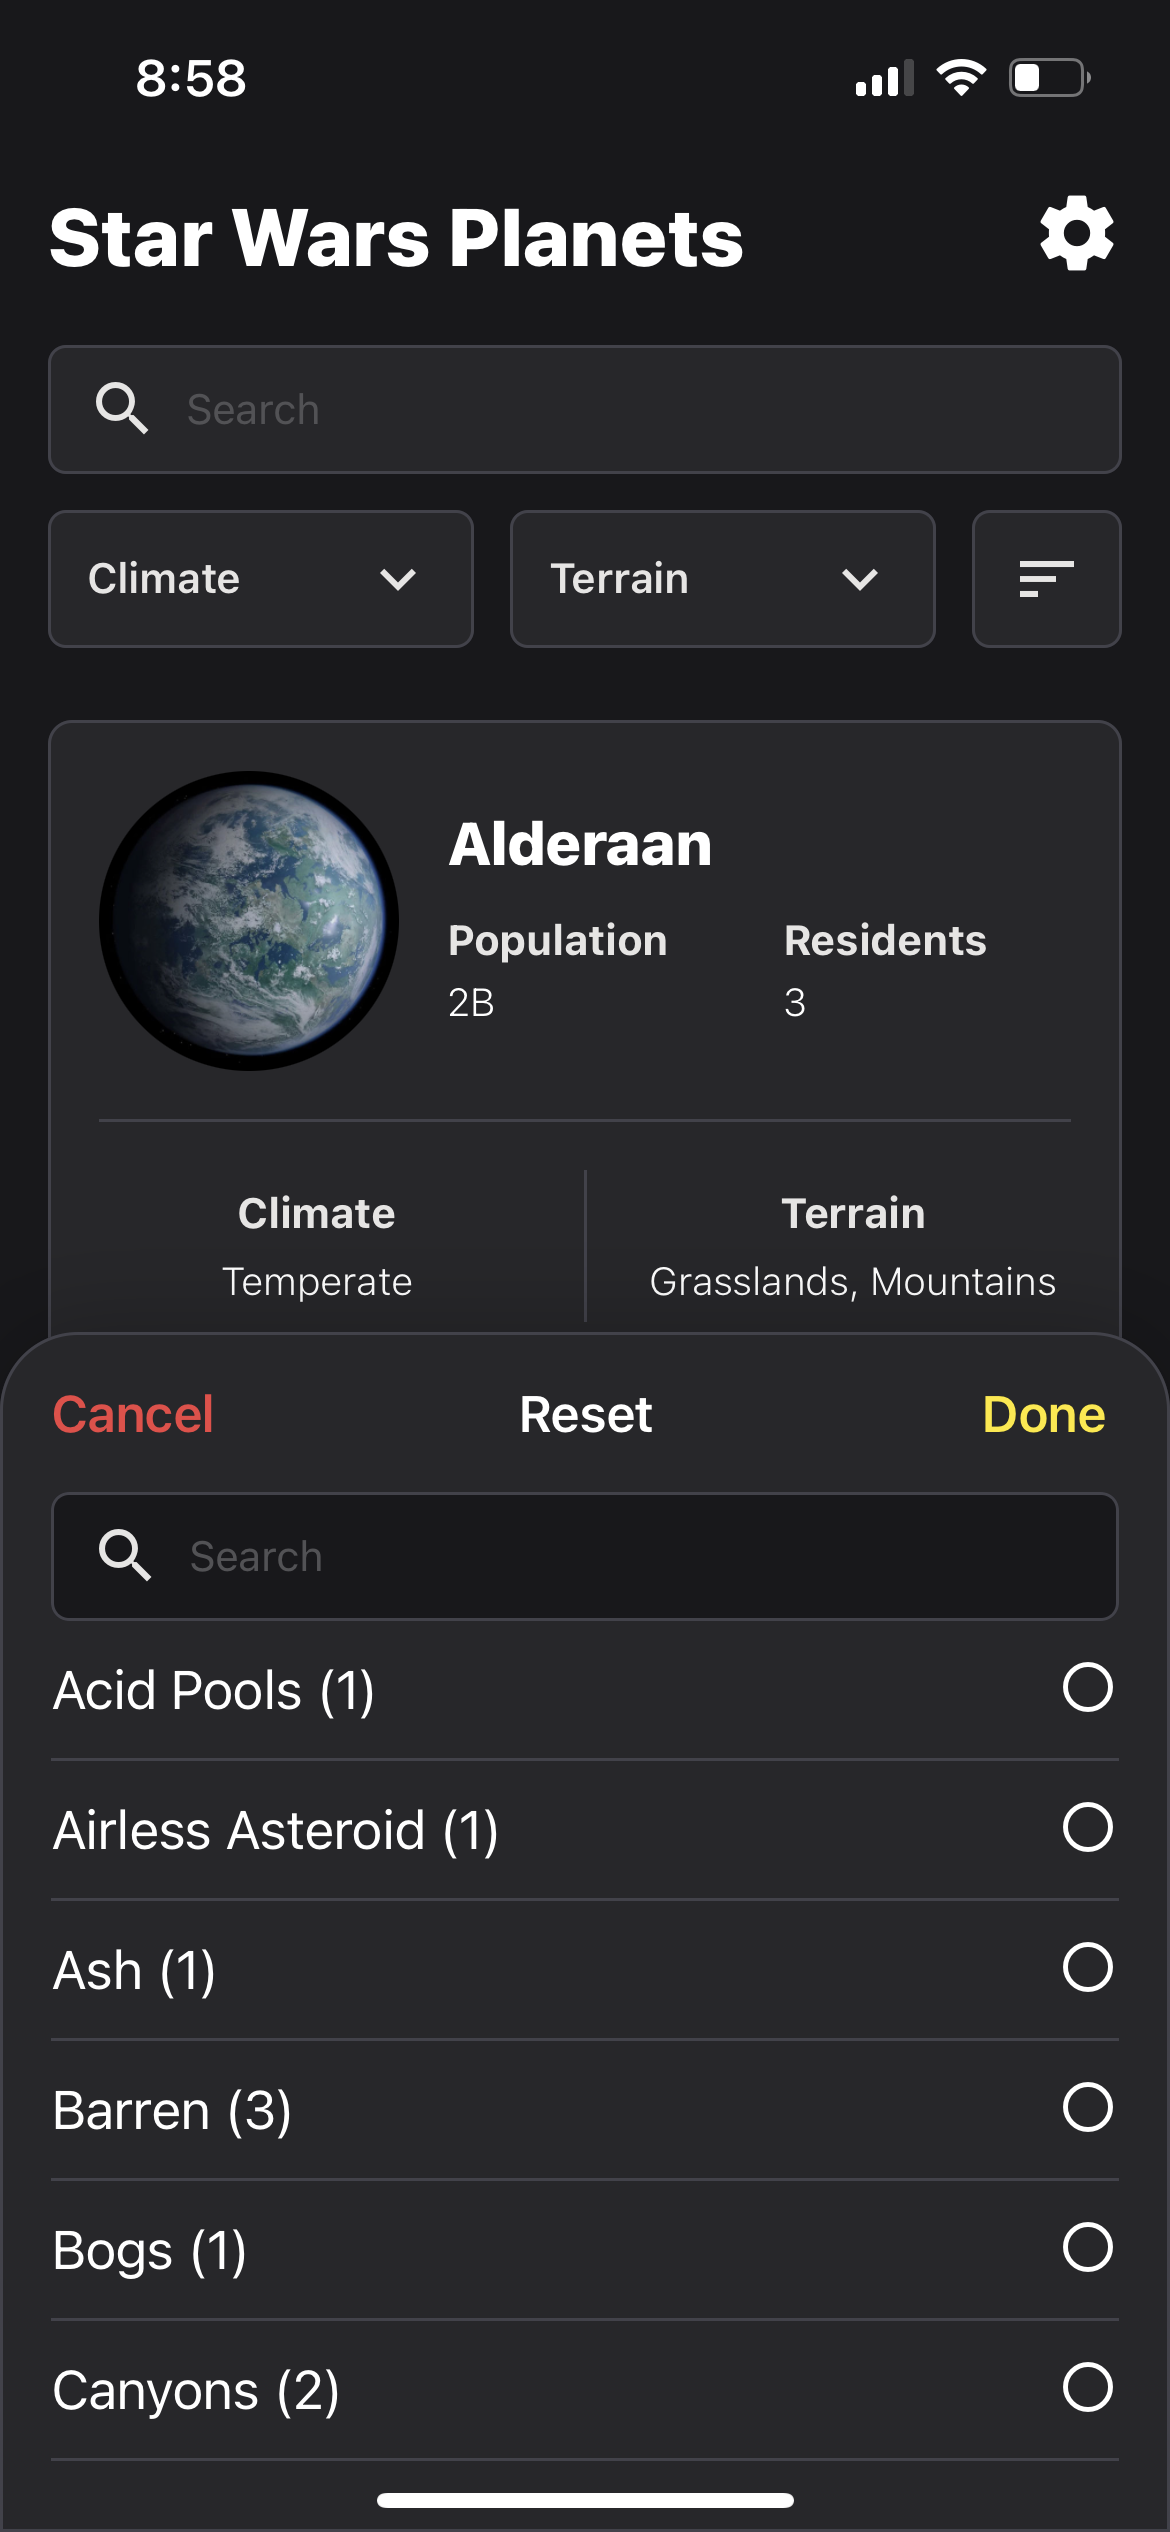 8:58
Star Wars Planets
Search
Climate
Terrain
Alderaan
Population
Residents
2B
3
Climate
Terrain
Temperate
Grasslands, Mountains
Cancel
Reset
Done
Search
Acid Pools (1)
Airless Asteroid (1)
Ash (1)
Barren (3)
Bogs (1)
Canyons (2)